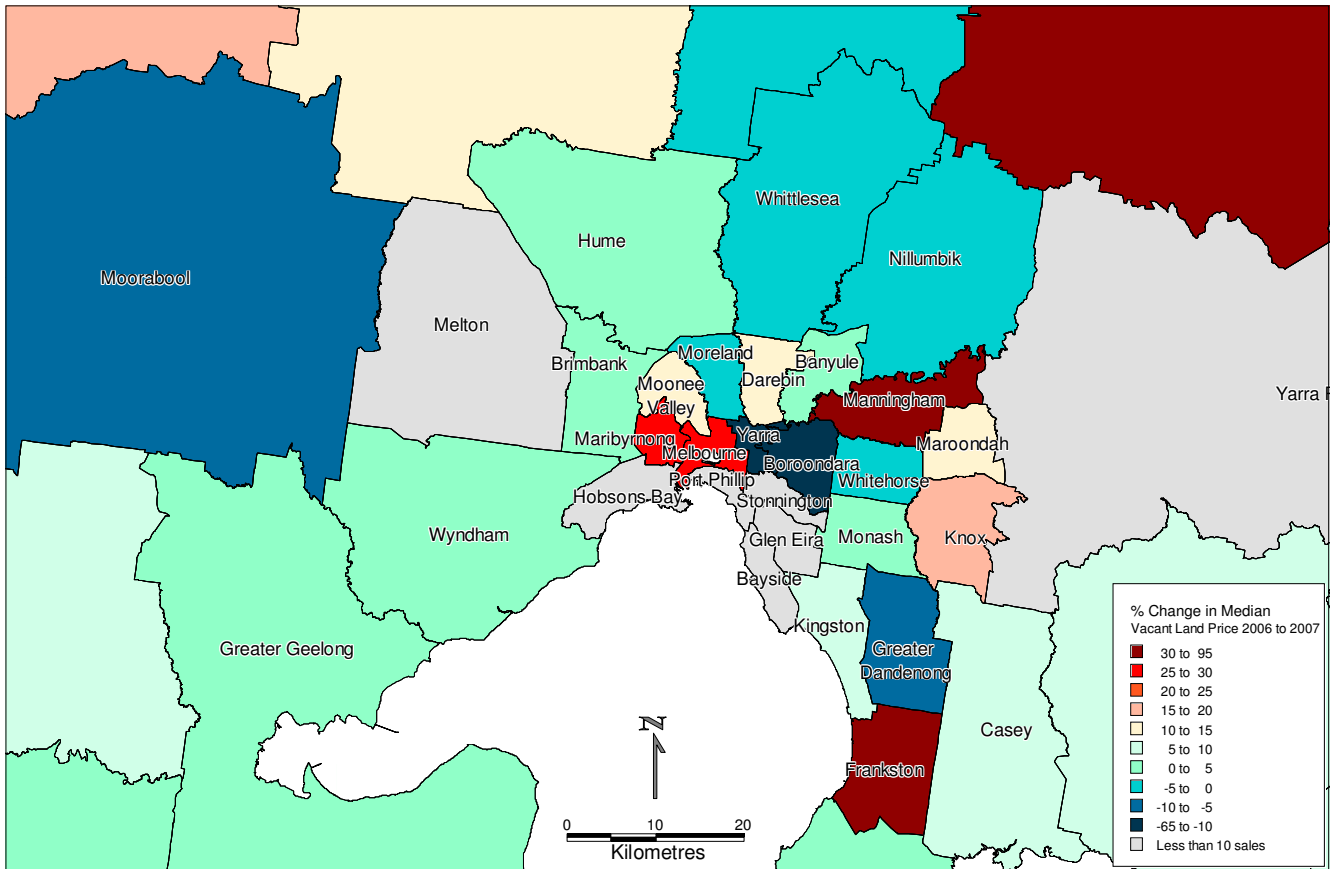 Whittlesea
Hume
Nillumbik
Moorabool
Melton
Moreland
Brimbank
Banyule
Darebin
Moonee
Valley
Manningham
Yarra R
Maribyrnong
Yarra
Maroondah
Melbourne
Boroondara
Port Phillip
Whitehorse
Hobsons Bay
Stonnington
Wyndham
Glen Eira
Monash
Knox
Bayside
Kingston
Greater
Dandenong
Greater Geelong
Casey
Frankston
N
0 10 20
Kilometres
% Change in Median
Vacant Land Price 2006 to 2007
30 to 95
25 to 30
20 to 25
15 to 20
10 to 15
5 to 10
0 to 5
-5 to 0
-10 to -5
-65 to -10
Less than 10 sales